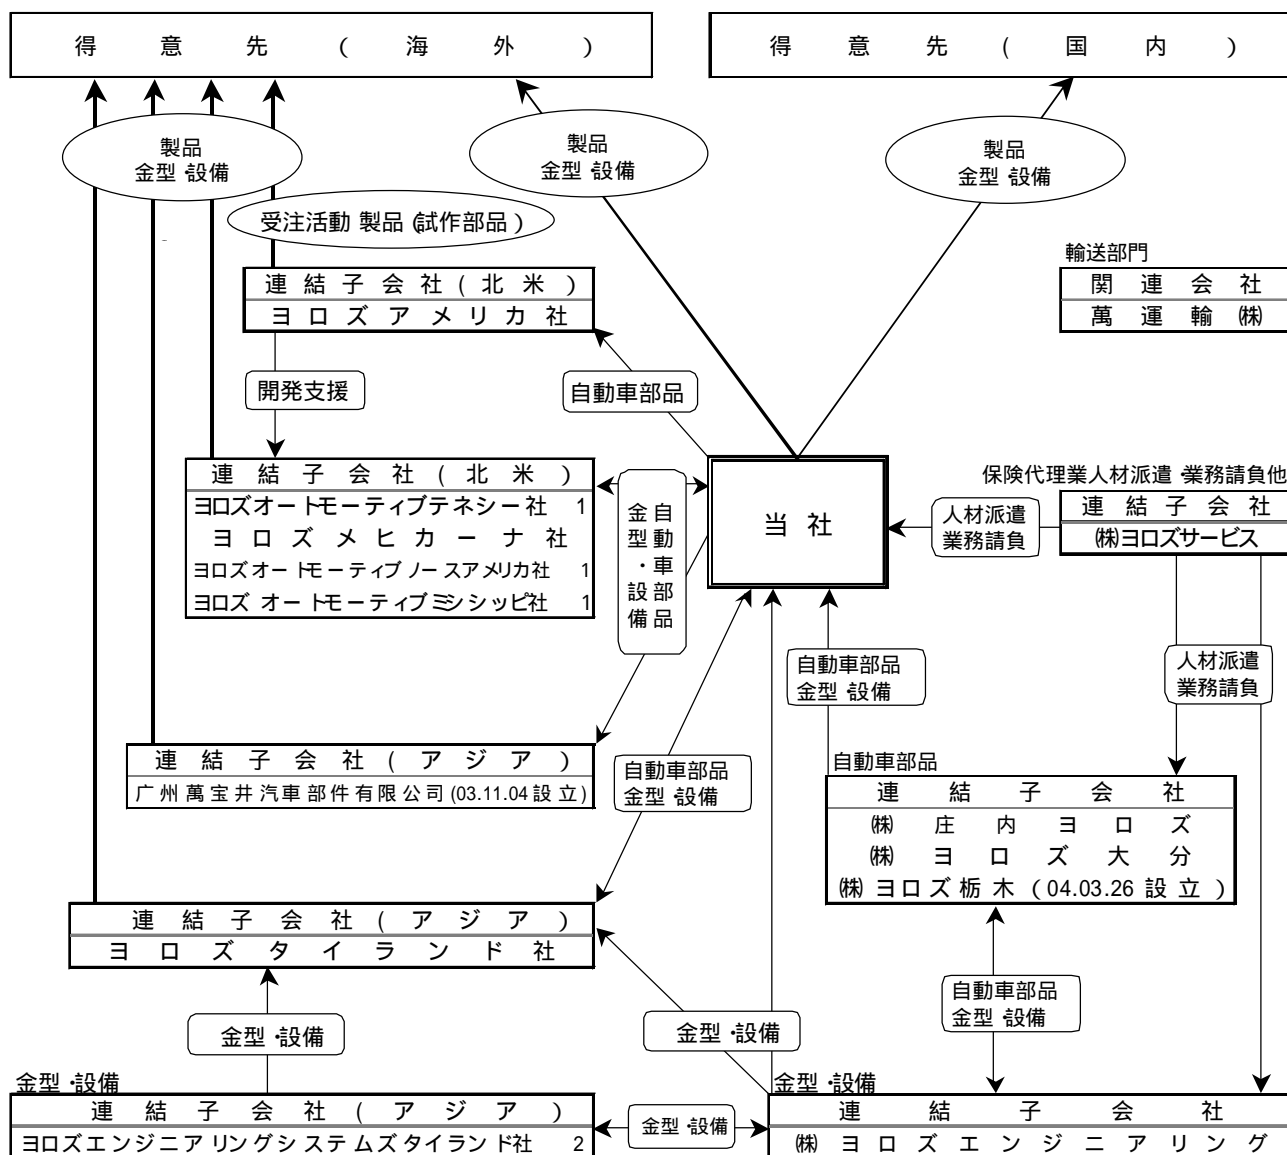 得意先(海外)
得意先(国内)
製品
金型・設備
製品
金型・設備
製品
金型・設備
受注活動 製品(試作部品)
輸送部門
関連会社
萬運輸㈱
連結子会社(北米)
ヨロズアメリカ社
開発支援
自動車部品
連結子会社(北米)
ヨロズオートモーティブテネシー社 1
ヨロズメヒカーナ社
ヨロズオートモーティブ ノースアメリカ社 1
ヨロズ オートモーティブミシシッピ社 1
自動車部品
金型・設備
当社
保険代理業人材派遣・業務請負他
連結子会社
㈱ヨロズサービス
人材派遣
業務請負
人材派遣
業務請負
自動車部品
金型・設備
連結子会社(アジア)
广州萬宝井汽車部件有限公司(03.11.04設立)
自動車部品
金型・設備
自動車部品
連結子会社
㈱庄内ヨロズ
㈱ヨロズ大分
㈱ヨロズ栃木(04.03.26設立)
連結子会社(アジア)
ヨロズタイランド社
金型・設備
金型・設備
自動車部品
金型・設備
金型・設備
連結子会社(アジア)
ヨロズエンジニアリングシステムズタイランド社 2
金型・設備
金型・設備
連結子会社
㈱ヨロズエンジニアリング